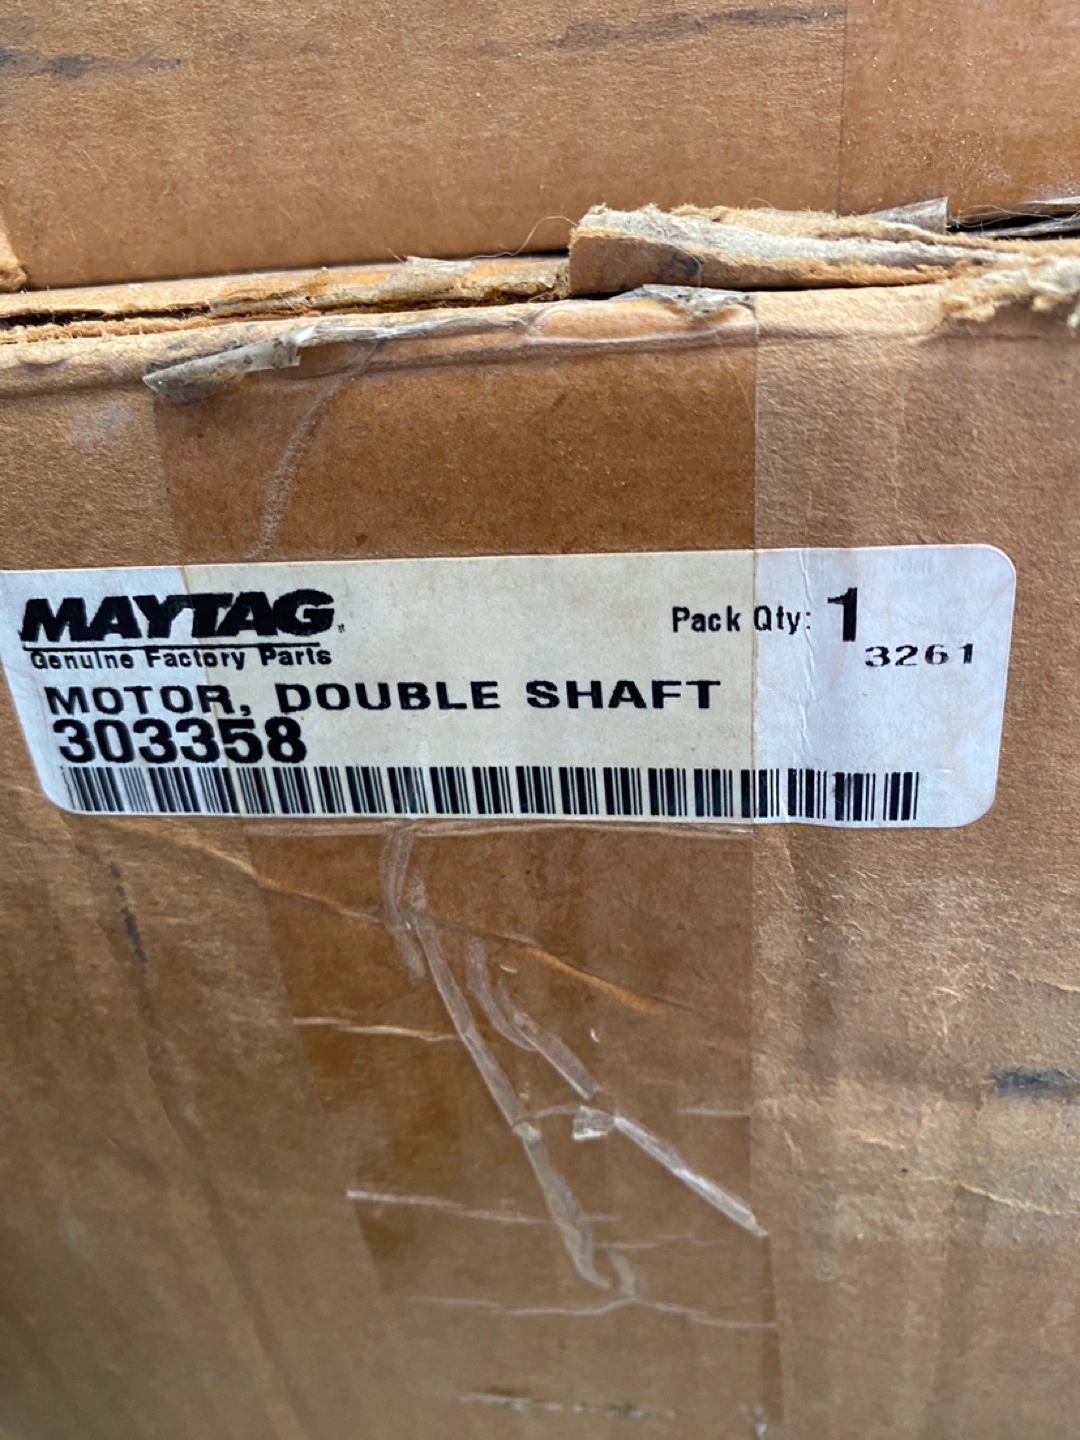 MAYTAG
Genuine Factory Parts
Pack Qty: 1
3261
MOTOR, DOUBLE SHAFT
303358